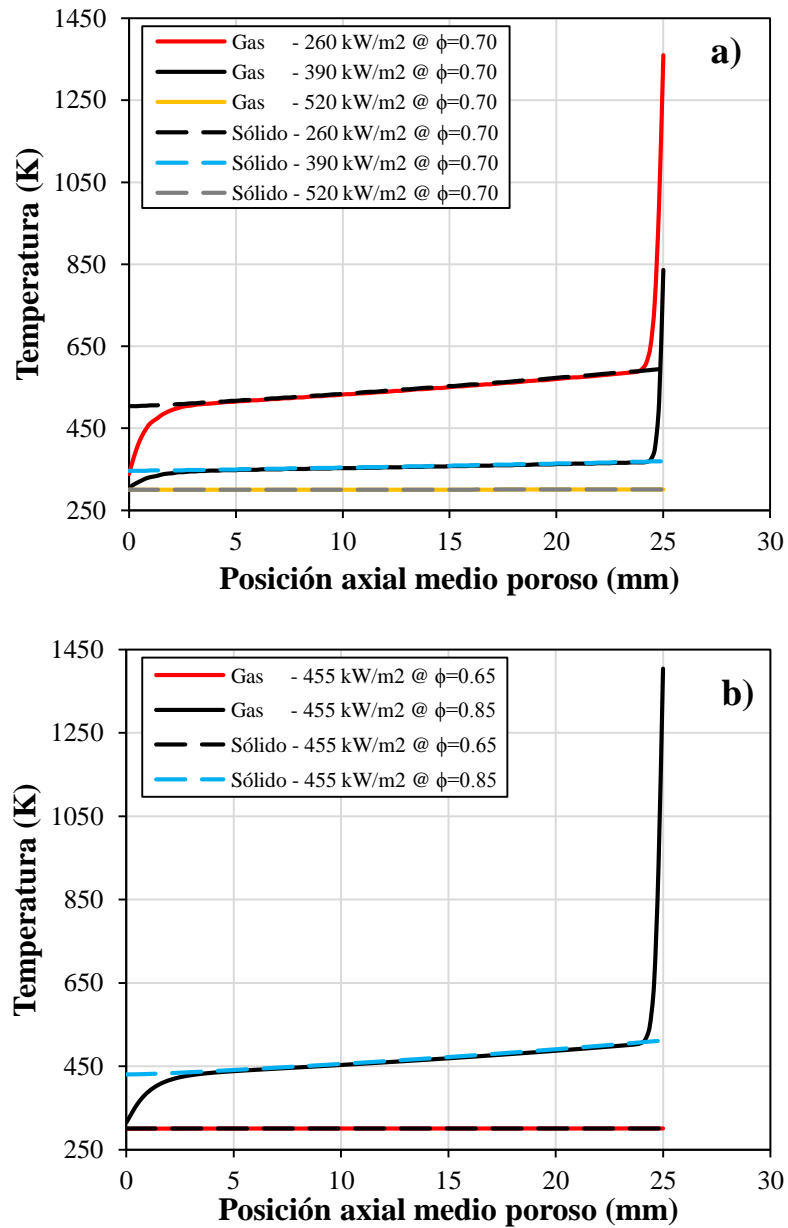 a)
1450
1250
1050
850
650
450
250
Temperatura (K)
Gas - 260 kW/m2 @ ϕ=0.70
Gas - 390 kW/m2 @ ϕ=0.70
Gas - 520 kW/m2 @ ϕ=0.70
Sólido - 260 kW/m2 @ ϕ=0.70
Sólido - 390 kW/m2 @ ϕ=0.70
Sólido - 520 kW/m2 @ ϕ=0.70
0 5 10 15 20 25 30
Posición axial medio poroso (mm)
b)
1450
1250
1050
850
650
450
250
Temperatura (K)
Gas - 455 kW/m2 @ ϕ=0.65
Gas - 455 kW/m2 @ ϕ=0.85
Sólido - 455 kW/m2 @ ϕ=0.65
Sólido - 455 kW/m2 @ ϕ=0.85
0 5 10 15 20 25 30
Posición axial medio poroso (mm)